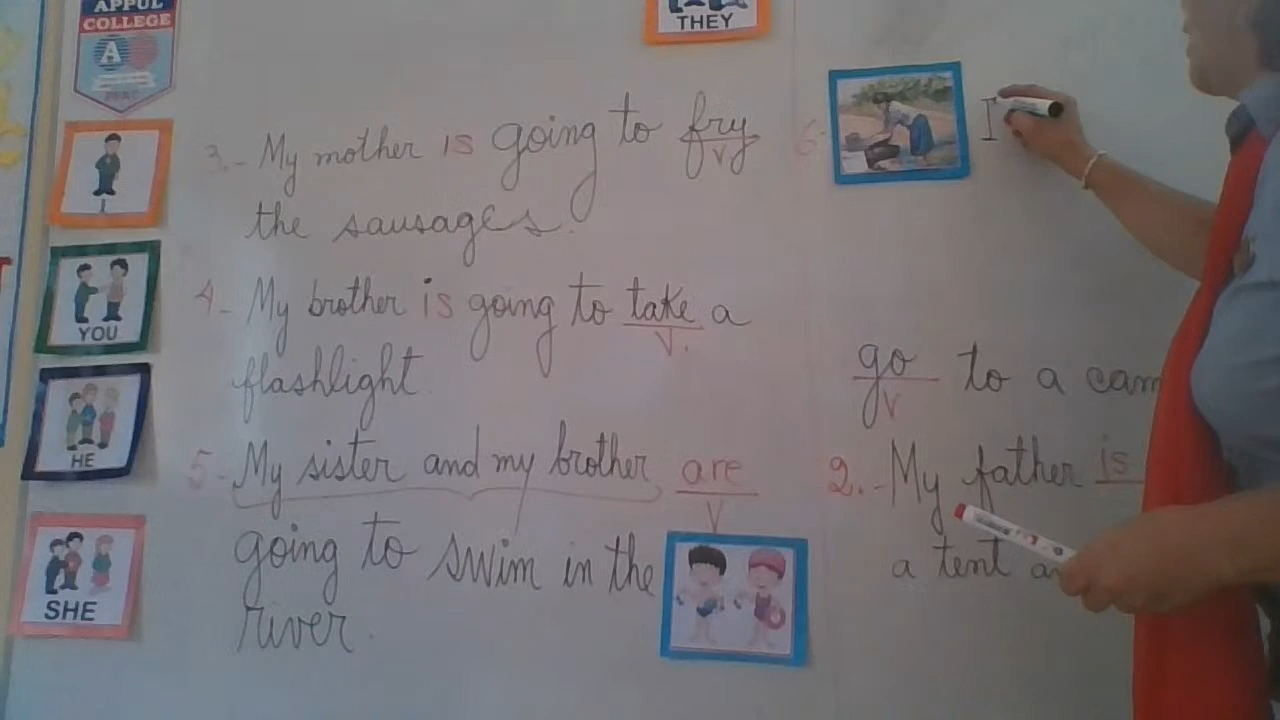 APPUL
COLLEGE
A
THEY
I
YOU
HE
SHE
3.- My mother is going to fry
V
the sausages.
4.- My brother is going to take a
V.
flashlight.
5.- My sister and my brother are
V
going to swim in the
river.
6.- I
go to a cam
V
2.- My father is
a tent